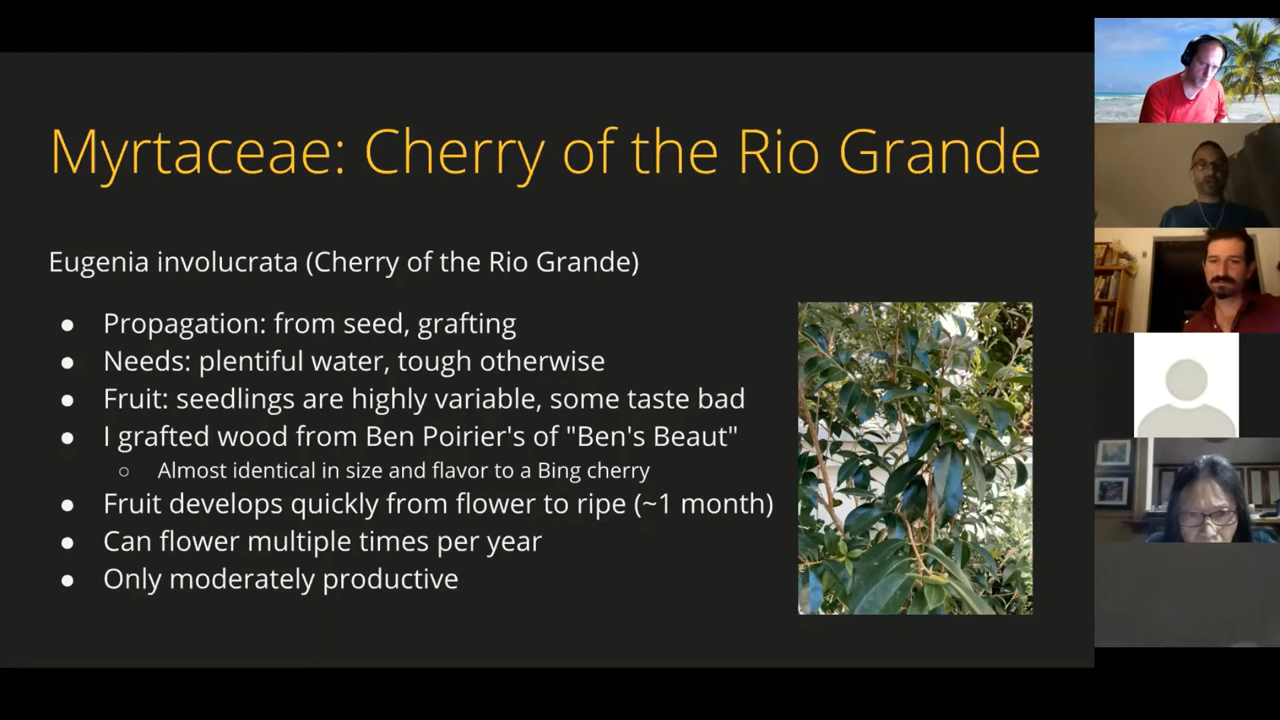 Myrtaceae: Cherry of the Rio Grande
Eugenia involucrata (Cherry of the Rio Grande)
● Propagation: from seed, grafting
● Needs: plentiful water, tough otherwise
● Fruit: seedlings are highly variable, some taste bad
● I grafted wood from Ben Poirier's of "Ben's Beaut"
○ Almost identical in size and flavor to a Bing cherry
● Fruit develops quickly from flower to ripe (~1 month)
● Can flower multiple times per year
● Only moderately productive